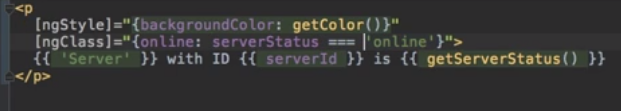 <p
[ngStyle]="{backgroundColor: getColor()}"
[ngClass]="{online: serverStatus === 'online'}">
{{ 'Server' }} with ID {{ serverId }} is {{ getServerStatus() }}
</p>